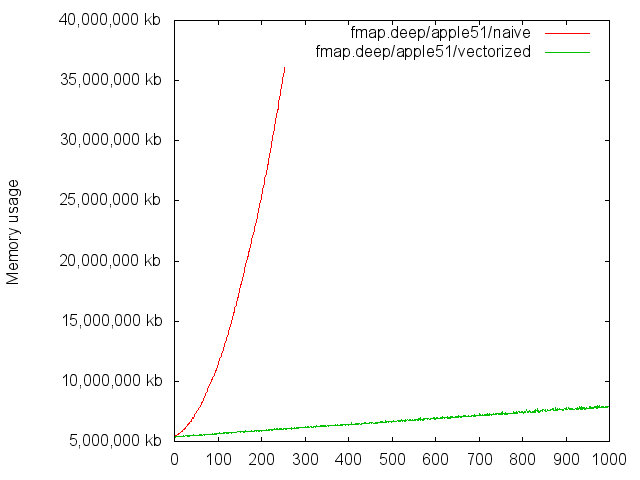 40,000,000 kb
35,000,000 kb
30,000,000 kb
25,000,000 kb
20,000,000 kb
15,000,000 kb
10,000,000 kb
5,000,000 kb
Memory usage
fmap.deep/apple51/naive
fmap.deep/apple51/vectorized
0 100 200 300 400 500 600 700 800 900 1000